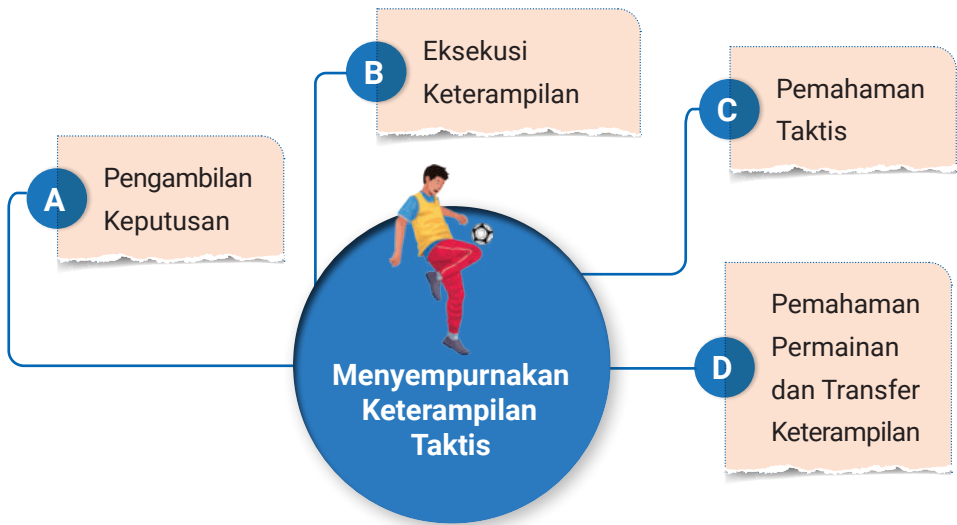 A
Pengambilan
Keputusan
B
Eksekusi
Keterampilan
C
Pemahaman
Taktis
D
Pemahaman
Permainan
dan Transfer
Keterampilan
Menyempurnakan
Keterampilan
Taktis